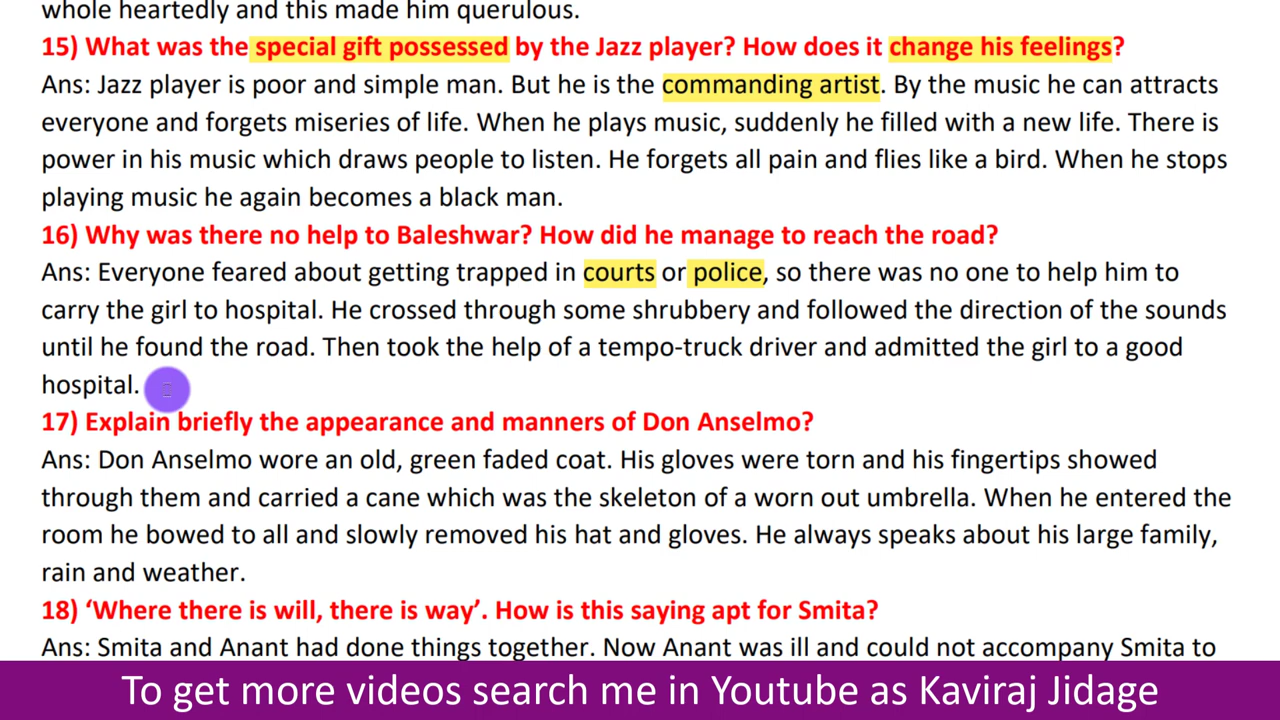 whole heartedly and this made him querulous.
15) What was the special gift possessed by the Jazz player? How does it change his feelings?
Ans: Jazz player is poor and simple man. But he is the commanding artist. By the music he can attracts
everyone and forgets miseries of life. When he plays music, suddenly he filled with a new life. There is
power in his music which draws people to listen. He forgets all pain and flies like a bird. When he stops
playing music he again becomes a black man.
16) Why was there no help to Baleshwar? How did he manage to reach the road?
Ans: Everyone feared about getting trapped in courts or police, so there was no one to help him to
carry the girl to hospital. He crossed through some shrubbery and followed the direction of the sounds
until he found the road. Then took the help of a tempo-truck driver and admitted the girl to a good
hospital.
17) Explain briefly the appearance and manners of Don Anselmo?
Ans: Don Anselmo wore an old, green faded coat. His gloves were torn and his fingertips showed
through them and carried a cane which was the skeleton of a worn out umbrella. When he entered the
room he bowed to all and slowly removed his hat and gloves. He always speaks about his large family,
rain and weather.
18) ‘Where there is will, there is way’. How is this saying apt for Smita?
Ans: Smita and Anant had done things together. Now Anant was ill and could not accompany Smita to
To get more videos search me in Youtube as Kaviraj Jidage